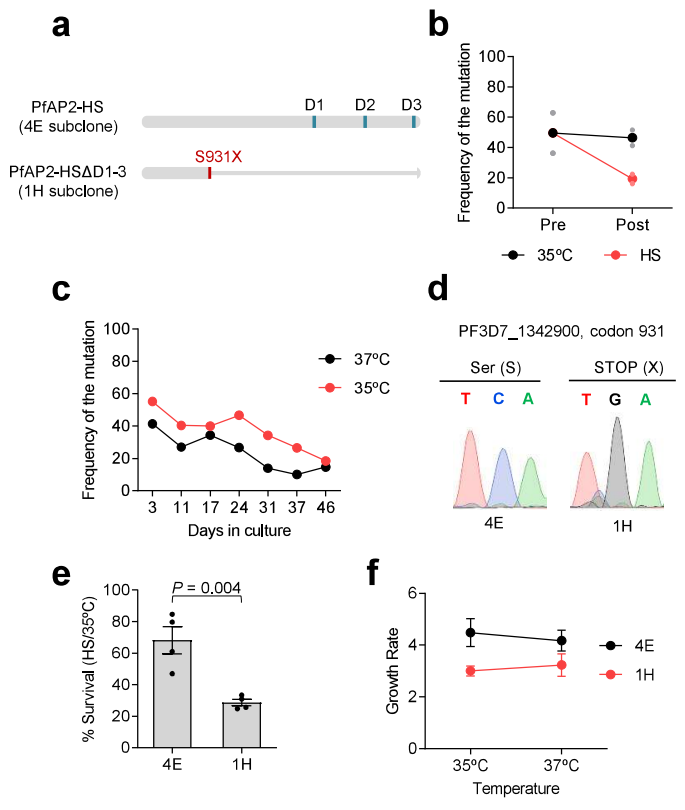 a
PfAP2-HS
(4E subclone)
D1 D2 D3
PfAP2-HSΔD1-3
(1H subclone)
S931X
b
Frequency of the mutation
100
80
60
40
20
0
Pre Post
35ºC HS
c
Frequency of the mutation
100
80
60
40
20
0
3 11 17 24 31 37 46
Days in culture
37ºC
35ºC
d
PF3D7_1342900, codon 931
Ser (S) STOP (X)
T C A T G A
4E 1H
e
% Survival (HS/35ºC)
100
80
60
40
20
0
P = 0.004
4E 1H
f
Growth Rate
6
4
2
0
35ºC 37ºC
Temperature
4E
1H